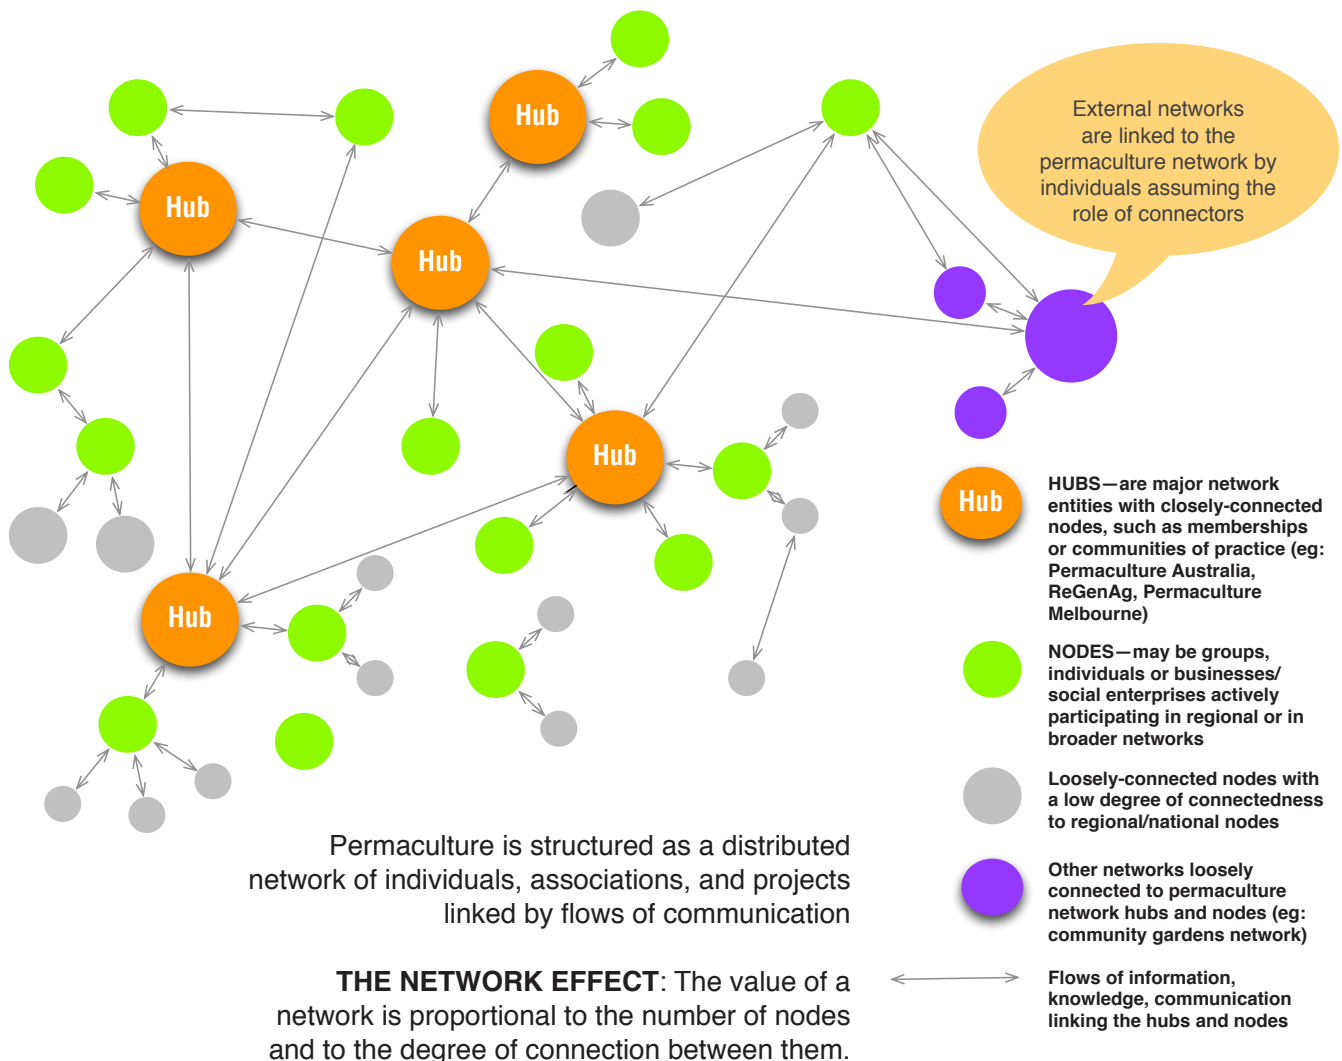 Hub
Hub
Hub
Hub
Hub
External networks
are linked to the
permaculture network by
individuals assuming the
role of connectors
Hub
HUBS—are major network
entities with closely-connected
nodes, such as memberships
or communities of practice (eg:
Permaculture Australia,
ReGenAg, Permaculture
Melbourne)
NODES—may be groups,
individuals or businesses/
social enterprises actively
participating in regional or in
broader networks
Loosely-connected nodes with
a low degree of connectedness
to regional/national nodes
Other networks loosely
connected to permaculture
network hubs and nodes (eg:
community gardens network)
Flows of information,
knowledge, communication
linking the hubs and nodes
Permaculture is structured as a distributed
network of individuals, associations, and projects
linked by flows of communication
THE NETWORK EFFECT: The value of a
network is proportional to the number of nodes
and to the degree of connection between them.